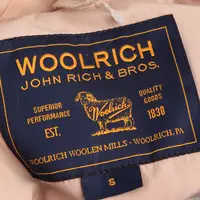 WOOLRICH
JOHN RICH & BROS.
SUPERIOR
PERFORMANCE
QUALITY
GOODS
Woolrich
EST.
1830
WOOLRICH WOOLEN MILLS · WOOLRICH, PA
S